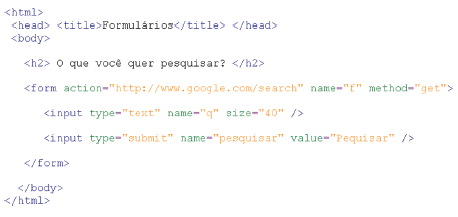 <html>
<head> <title>Formulários</title> </head>
<body>
<h2> O que você quer pesquisar? </h2>
<form action="http://www.google.com/search" name="f" method="get">
<input type="text" name="q" size="40" />
<input type="submit" name="pesquisar" value="Pequisar" />
</form>
</body>
</html>